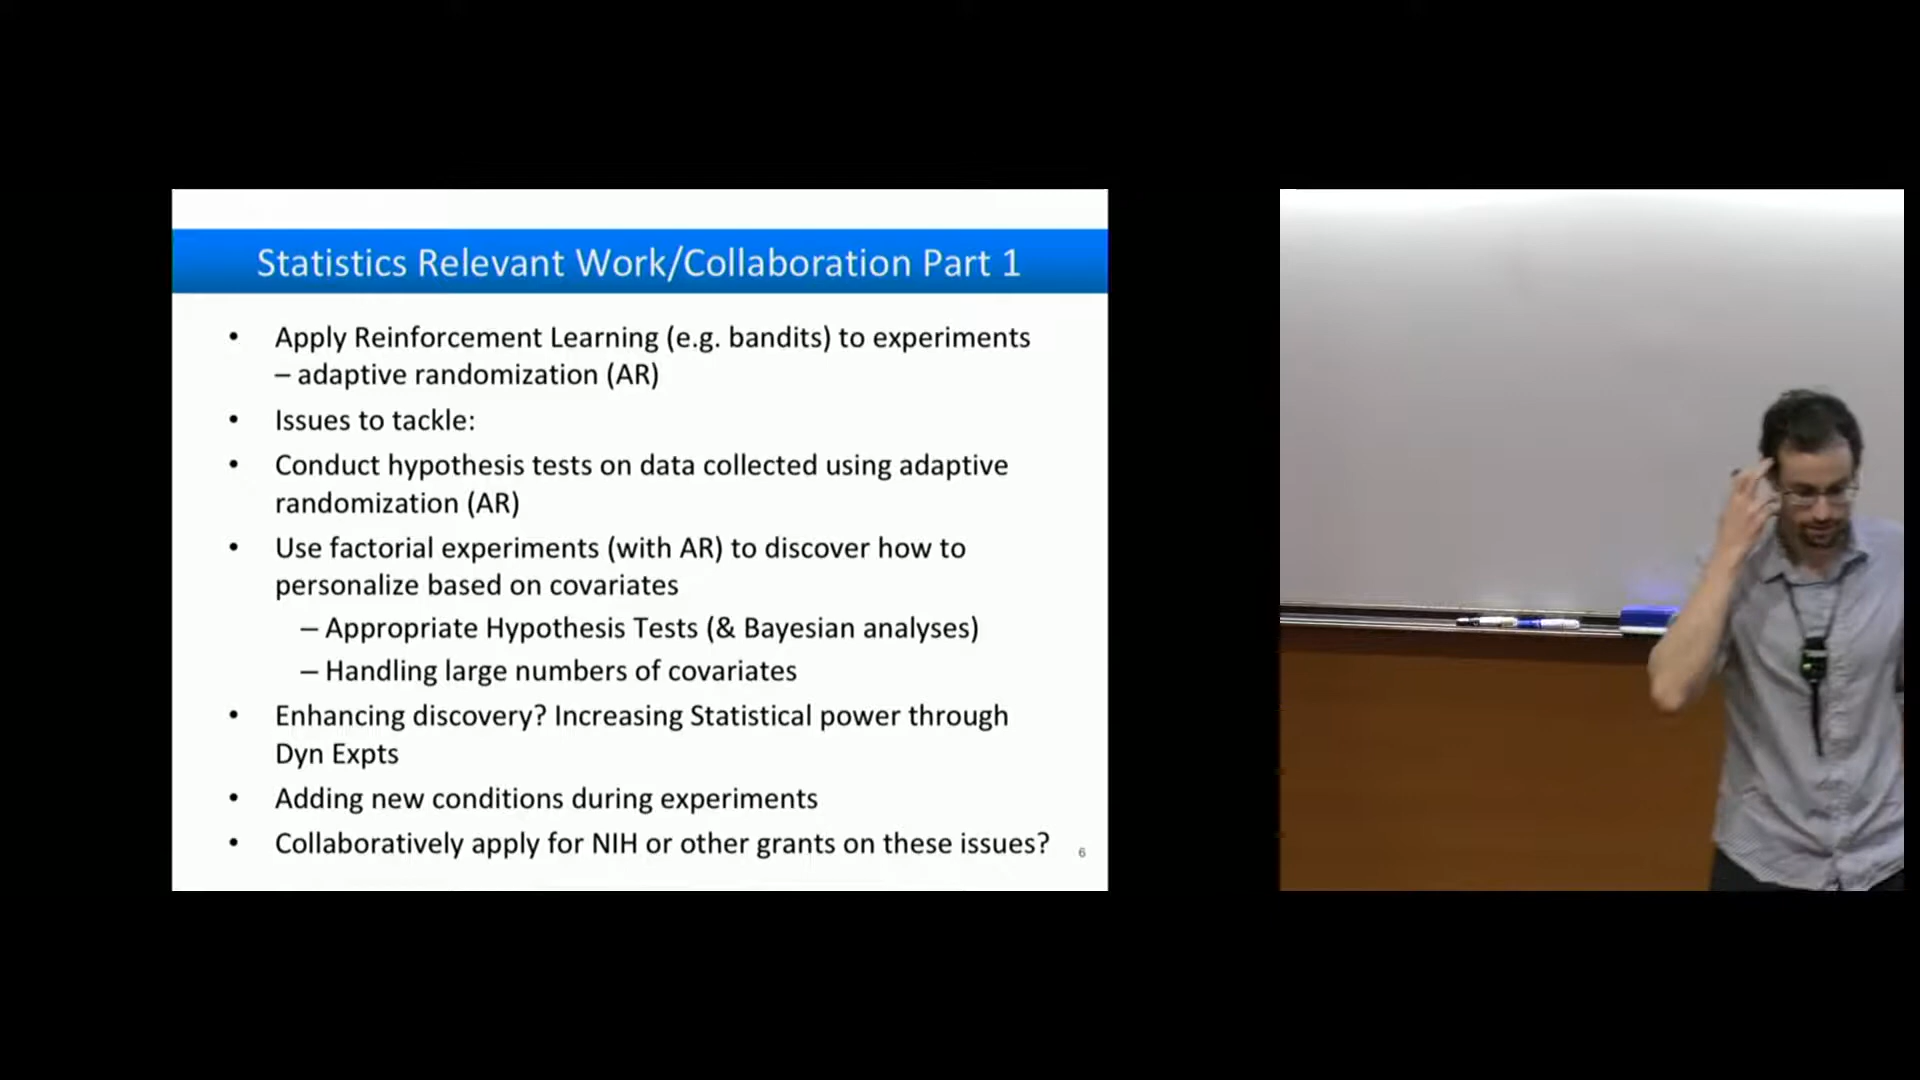 Statistics Relevant Work/Collaboration Part 1
• Apply Reinforcement Learning (e.g. bandits) to experiments
– adaptive randomization (AR)
• Issues to tackle:
• Conduct hypothesis tests on data collected using adaptive
randomization (AR)
• Use factorial experiments (with AR) to discover how to
personalize based on covariates
– Appropriate Hypothesis Tests (& Bayesian analyses)
– Handling large numbers of covariates
• Enhancing discovery? Increasing Statistical power through
Dyn Expts
• Adding new conditions during experiments
• Collaboratively apply for NIH or other grants on these issues?
6